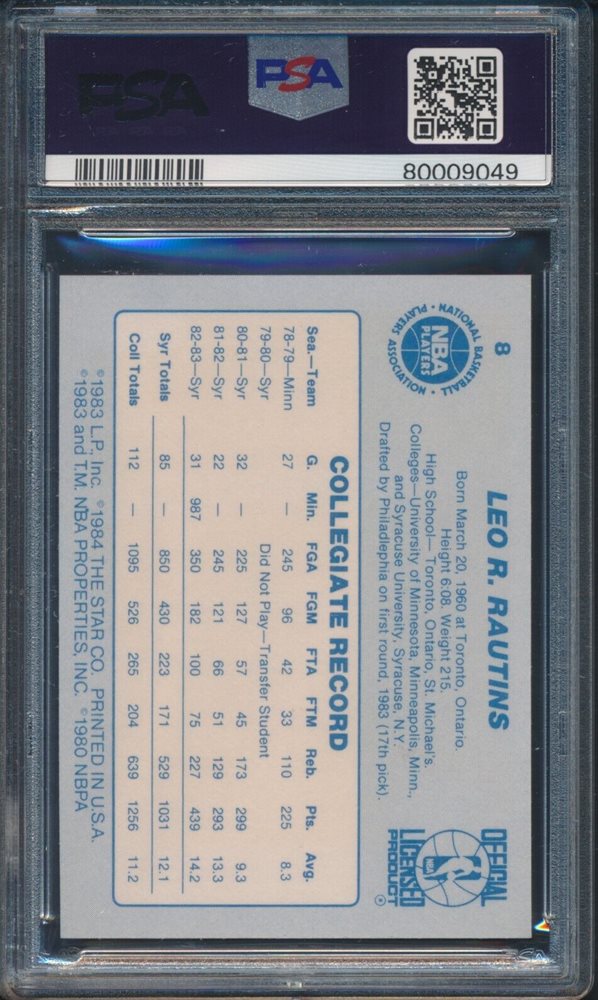 PSA
PSA
80009049
8
NATIONAL BASKETBALL
NBA
PLAYERS
PLAYERS ASSOCIATION
LEO R. RAUTINS
Born March 20, 1960 at Toronto, Ontario.
Height 6:08. Weight 215.
High School— Toronto, Ontario, St. Michael's.
Colleges—University of Minnesota, Minneapolis, Minn.,
and Syracuse University, Syracuse, N.Y.
Drafted by Philadlephia on first round, 1983 (17th pick).
OFFICIAL
NBA
LICENSED
PRODUCT ®
COLLEGIATE RECORD
Sea.—Team G. Min. FGA FGM FTA FTM Reb. Pts. Avg.
78-79—Minn 27 — 245 96 42 33 110 225 8.3
79-80—Syr Did Not Play—Transfer Student
80-81—Syr 32 — 225 127 57 45 173 299 9.3
81-82—Syr 22 — 245 121 66 51 129 293 13.3
82-83—Syr 31 987 350 182 100 75 227 439 14.2
Syr Totals 85 — 850 430 223 171 529 1031 12.1
Coll Totals 112 — 1095 526 265 204 639 1256 11.2
©1983 L.P., Inc. ©1984 THE STAR CO. PRINTED IN U.S.A.
©1983 and T.M. NBA PROPERTIES, INC. ©1980 NBPA